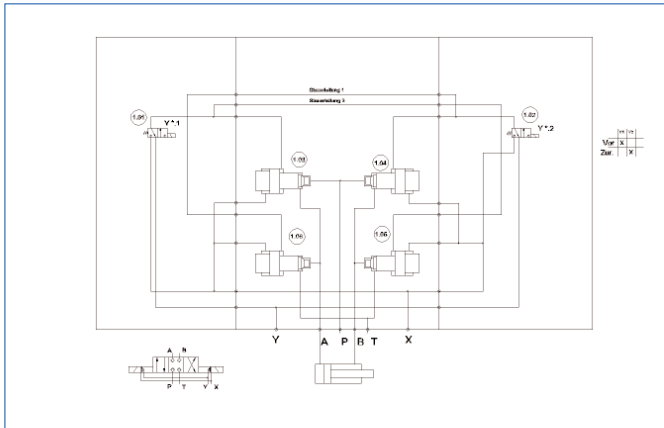 Steuerleitung 1
Steuerleitung 2
1.01
Y*.1
1.02
Y*.2
Vor X
Zur. X
1.03
1.04
1.06
1.05
Y A P B T X
A B
P T Y X